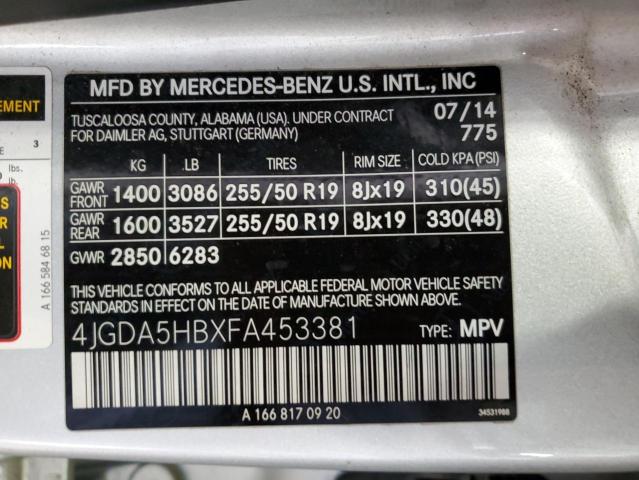 MFD BY MERCEDES-BENZ U.S. INTL., INC
TUSCALOOSA COUNTY, ALABAMA (USA). UNDER CONTRACT 07/14
FOR DAIMLER AG, STUTTGART (GERMANY) 775
KG LB TIRES RIM SIZE COLD KPA (PSI)
GAWR FRONT 1400 3086 255/50 R19 8Jx19 310(45)
GAWR REAR 1600 3527 255/50 R19 8Jx19 330(48)
GVWR 2850 6283
THIS VEHICLE CONFORMS TO ALL APPLICABLE FEDERAL MOTOR VEHICLE SAFETY
STANDARDS IN EFFECT ON THE DATE OF MANUFACTURE SHOWN ABOVE.
4JGDA5HBXFA453381 TYPE: MPV
A 166 817 09 20
34531988
EMENT
3
lbs.
lb.
A 166 584 68 15